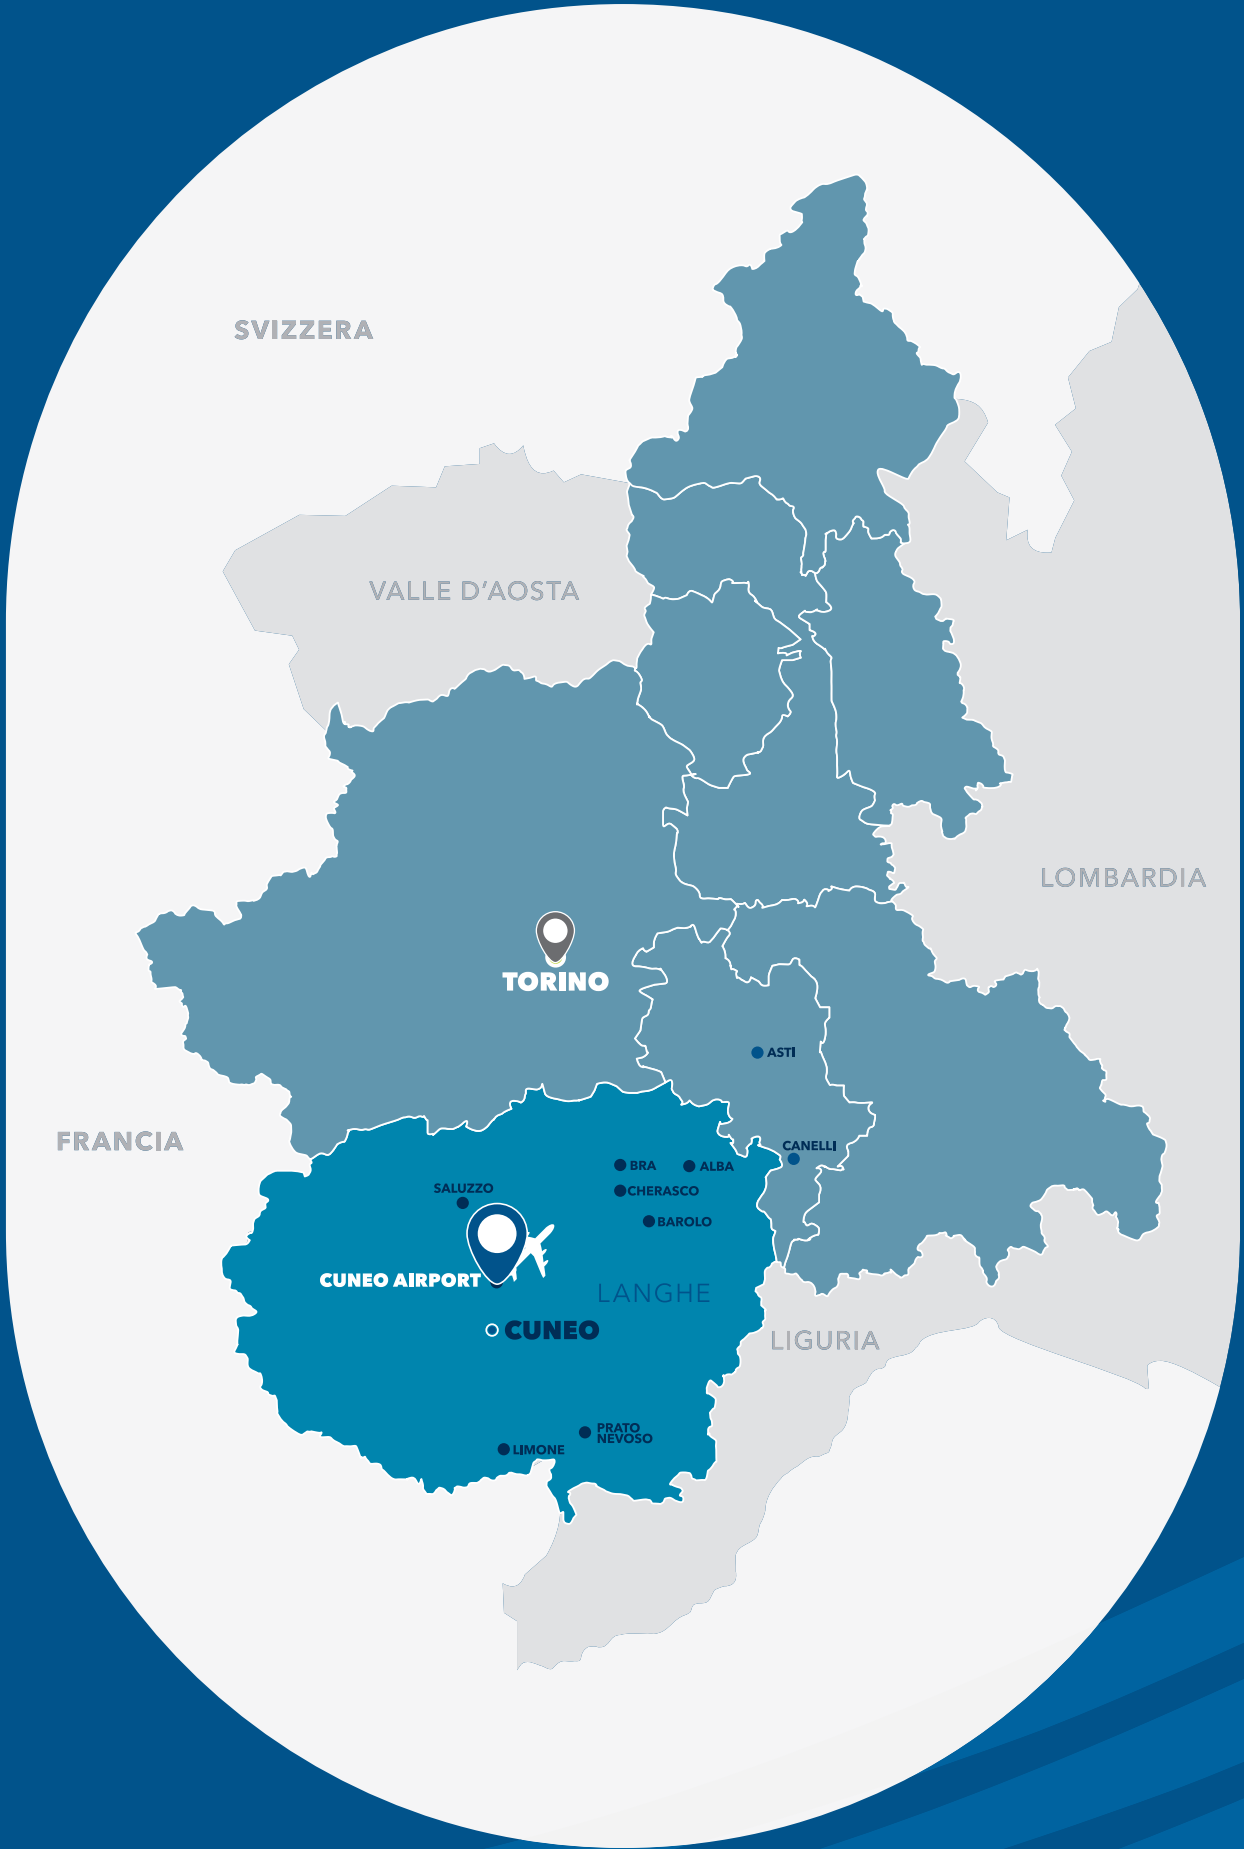 SVIZZERA
VALLE D'AOSTA
LOMBARDIA
TORINO
ASTI
FRANCIA
CANELLI
BRA
ALBA
SALUZZO
CHERASCO
BAROLO
CUNEO AIRPORT
LANGHE
CUNEO
LIGURIA
PRATO
NEVOSO
LIMONE